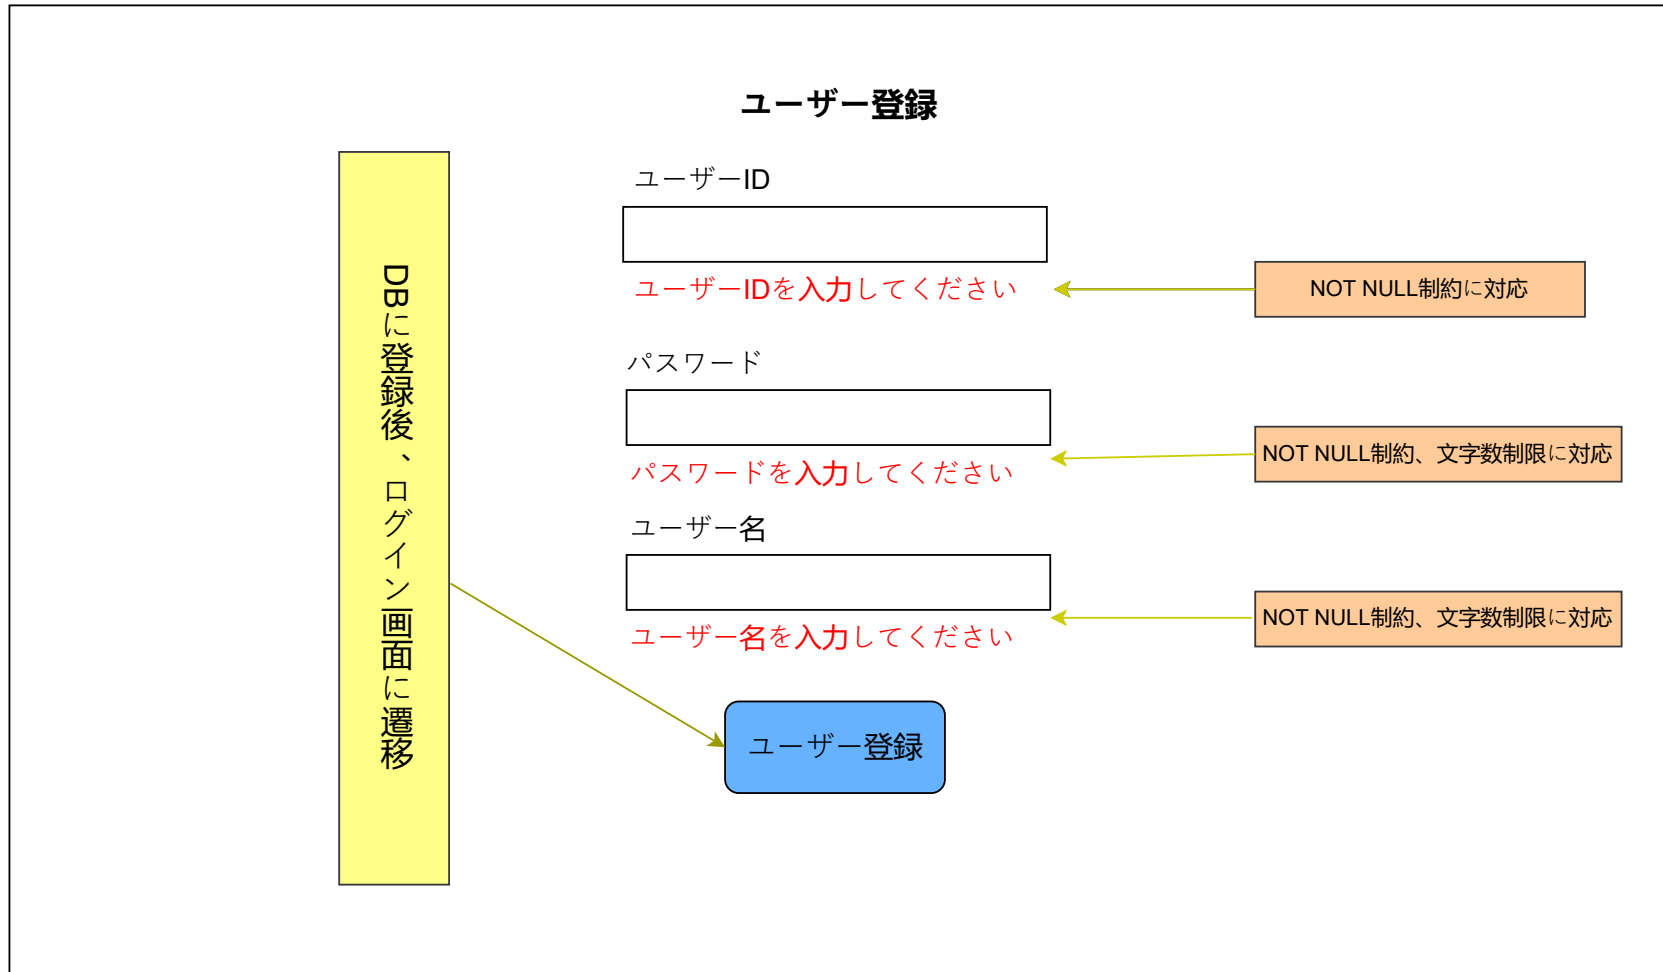 ユーザー登録
DBに登録後、ログイン画面に遷移
ユーザーID
ユーザーIDを入力してください
NOT NULL制約に対応
パスワード
パスワードを入力してください
NOT NULL制約、文字数制限に対応
ユーザー名
ユーザー名を入力してください
NOT NULL制約、文字数制限に対応
ユーザー登録